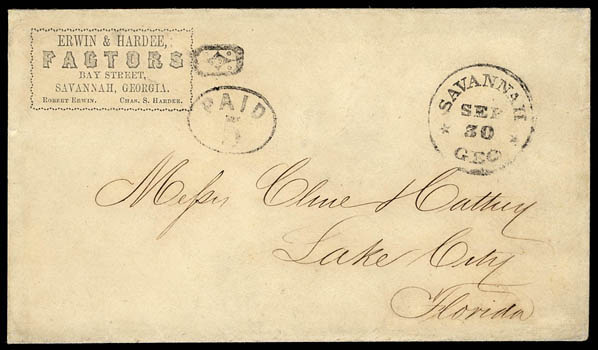 ERWIN & HARDEE,
FACTORS
BAY STREET,
SAVANNAH, GEORGIA.
ROBERT ERWIN. CHAS. S. HARDEE.
PAID
5
SAVANNAH
SEP
30
GEO
Messrs Cline &
Lake City
Florida